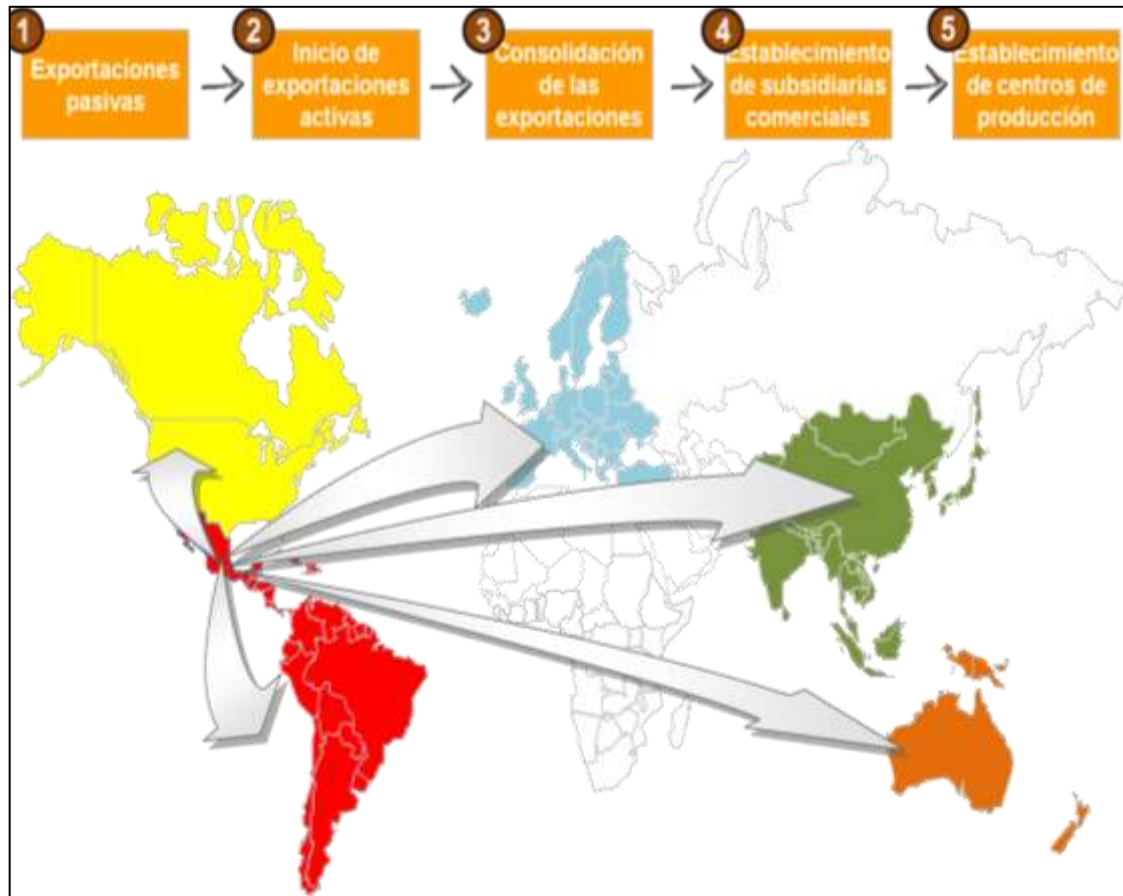 1
Exportaciones
pasivas
2
Inicio de
exportaciones
activas
3
Consolidación
de las
exportaciones
4
Establecimiento
de subsidiarias
comerciales
5
Establecimiento
de centros de
producción